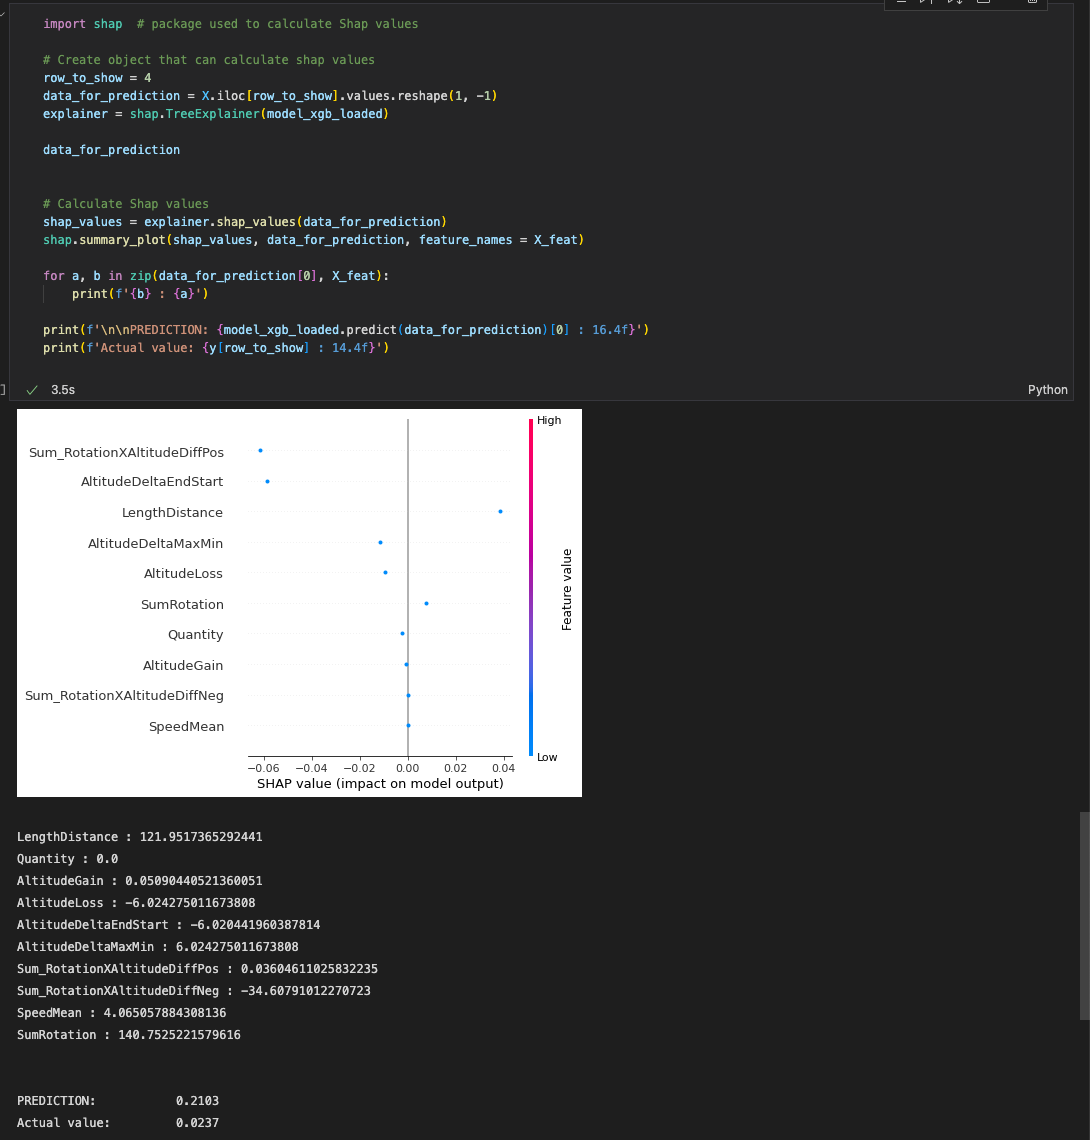 import shap  # package used to calculate Shap values
# Create object that can calculate shap values
row_to_show = 4
data_for_prediction = X.iloc[row_to_show].values.reshape(1, -1)
explainer = shap.TreeExplainer(model_xgb_loaded)
data_for_prediction
# Calculate Shap values
shap_values = explainer.shap_values(data_for_prediction)
shap.summary_plot(shap_values, data_for_prediction, feature_names = X_feat)
for a, b in zip(data_for_prediction[0], X_feat):
    print(f'{b} : {a}')
print(f'\n\nPREDICTION: {model_xgb_loaded.predict(data_for_prediction)[0] : 16.4f}')
print(f'Actual value: {y[row_to_show] : 14.4f}')
] ✓ 3.5s Python
High
Sum_RotationXAltitudeDiffPos
AltitudeDeltaEndStart
LengthDistance
AltitudeDeltaMaxMin
AltitudeLoss
SumRotation
Quantity
AltitudeGain
Sum_RotationXAltitudeDiffNeg
SpeedMean
Feature value
Low
−0.06 −0.04 −0.02 0.00 0.02 0.04
SHAP value (impact on model output)
LengthDistance : 121.9517365292441
Quantity : 0.0
AltitudeGain : 0.05090440521360051
AltitudeLoss : -6.024275011673808
AltitudeDeltaEndStart : -6.020441960387814
AltitudeDeltaMaxMin : 6.024275011673808
Sum_RotationXAltitudeDiffPos : 0.03604611025832235
Sum_RotationXAltitudeDiffNeg : -34.60791012270723
SpeedMean : 4.065057884308136
SumRotation : 140.7525221579616
PREDICTION:           0.2103
Actual value:         0.0237